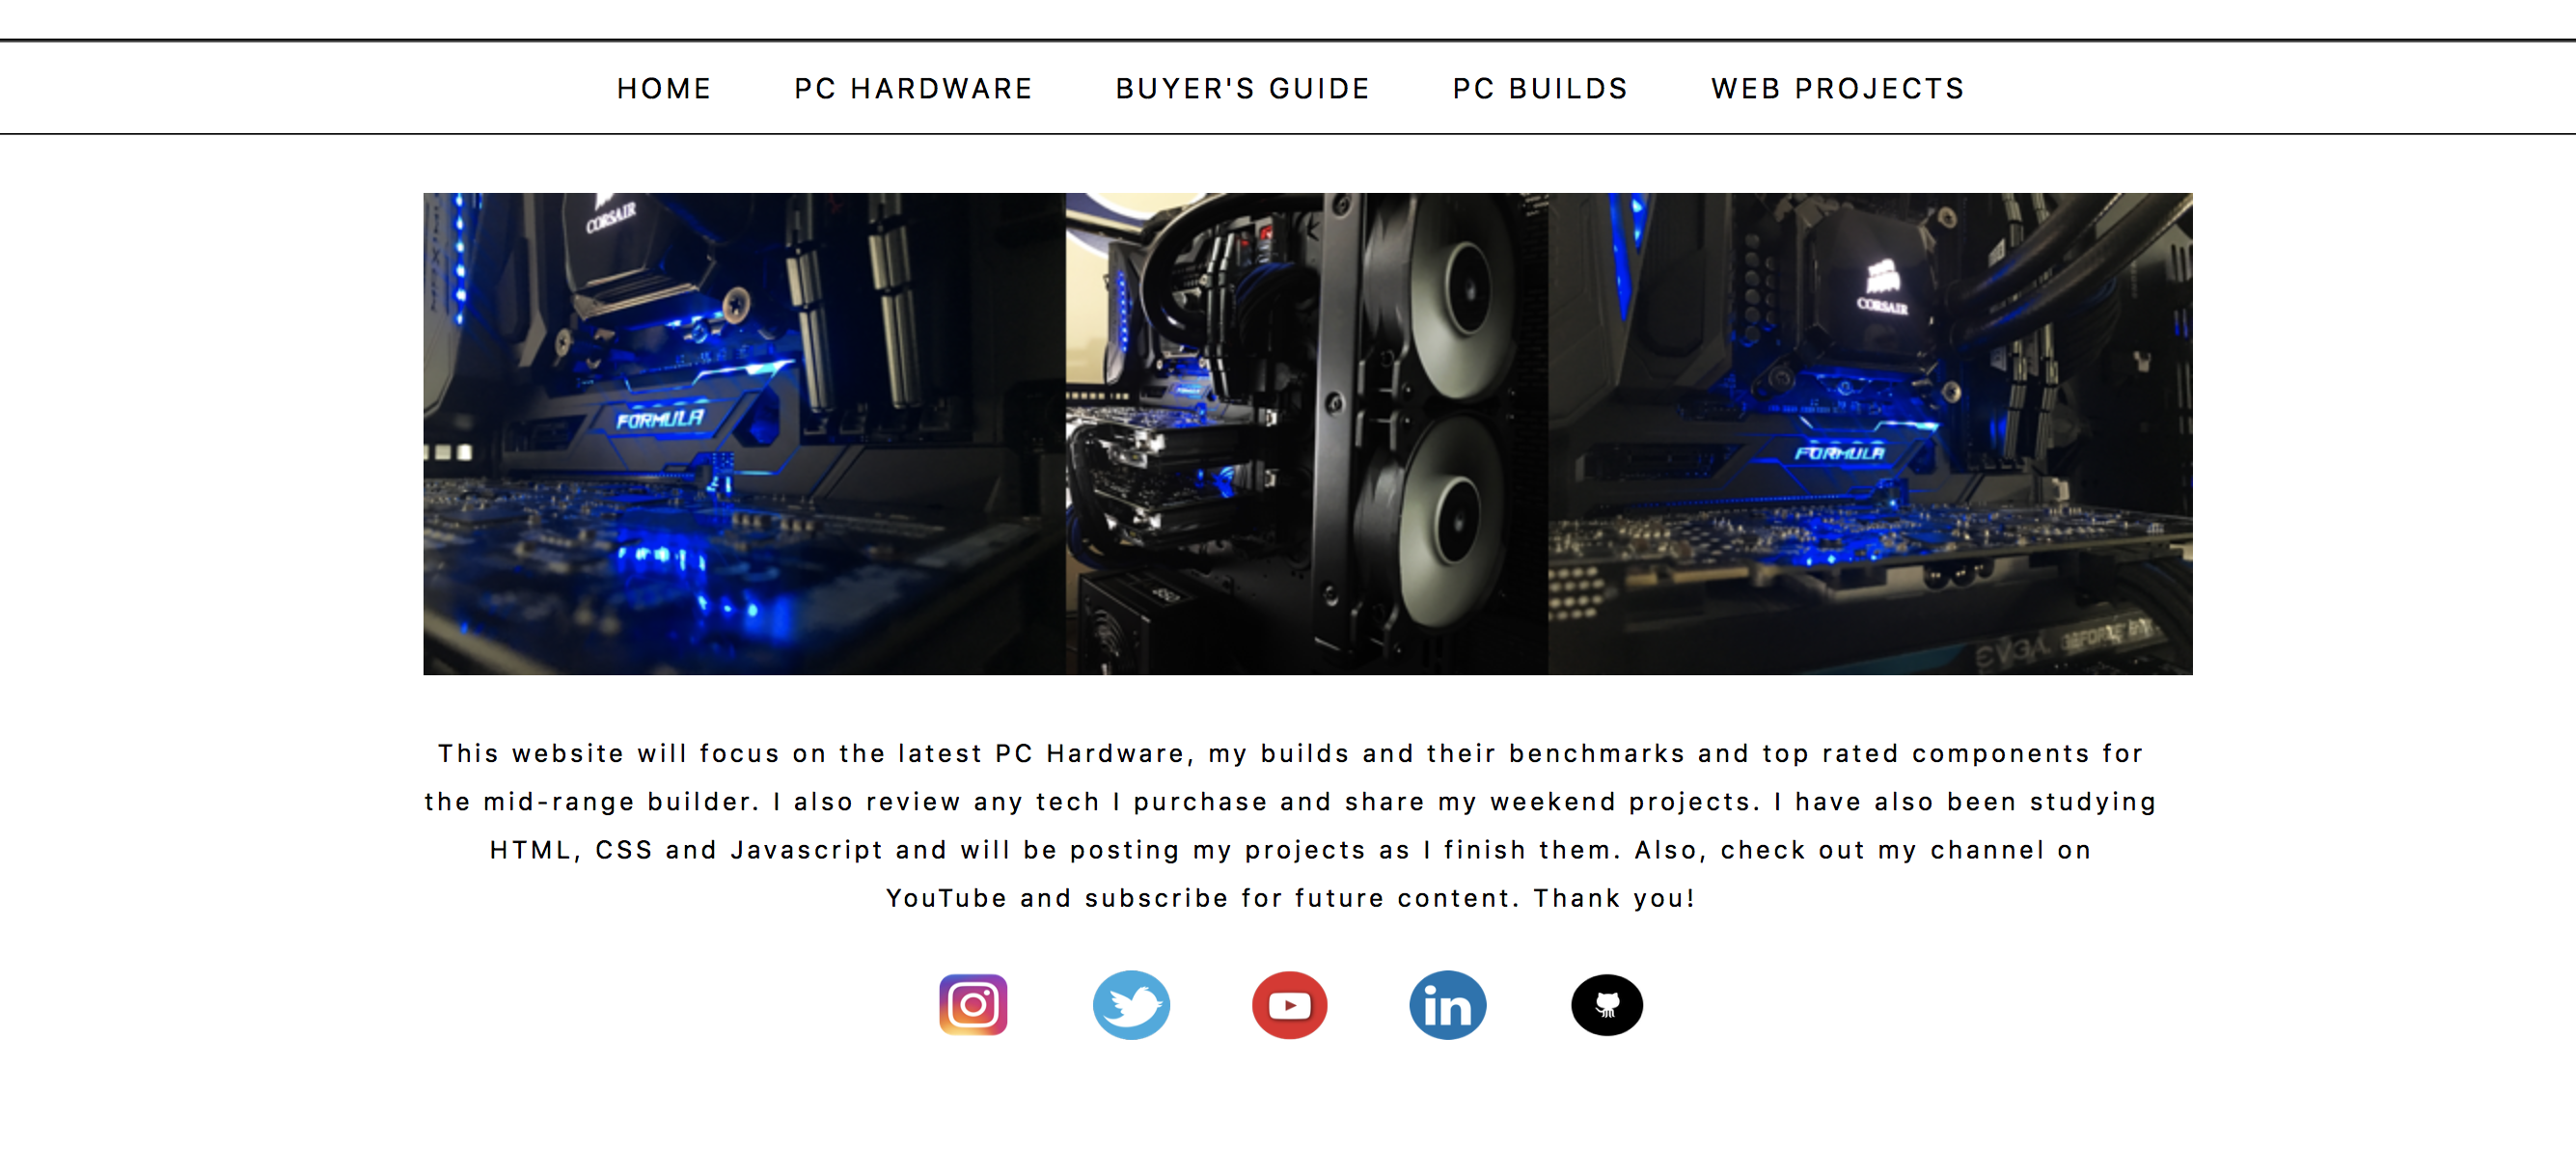 HOME PC HARDWARE BUYER'S GUIDE PC BUILDS WEB PROJECTS
CORSAIR
FORMULA
CORSAIR
FORMULA
EVGA GEFORCE
This website will focus on the latest PC Hardware, my builds and their benchmarks and top rated components for
the mid-range builder. I also review any tech I purchase and share my weekend projects. I have also been studying
HTML, CSS and Javascript and will be posting my projects as I finish them. Also, check out my channel on
YouTube and subscribe for future content. Thank you!
in